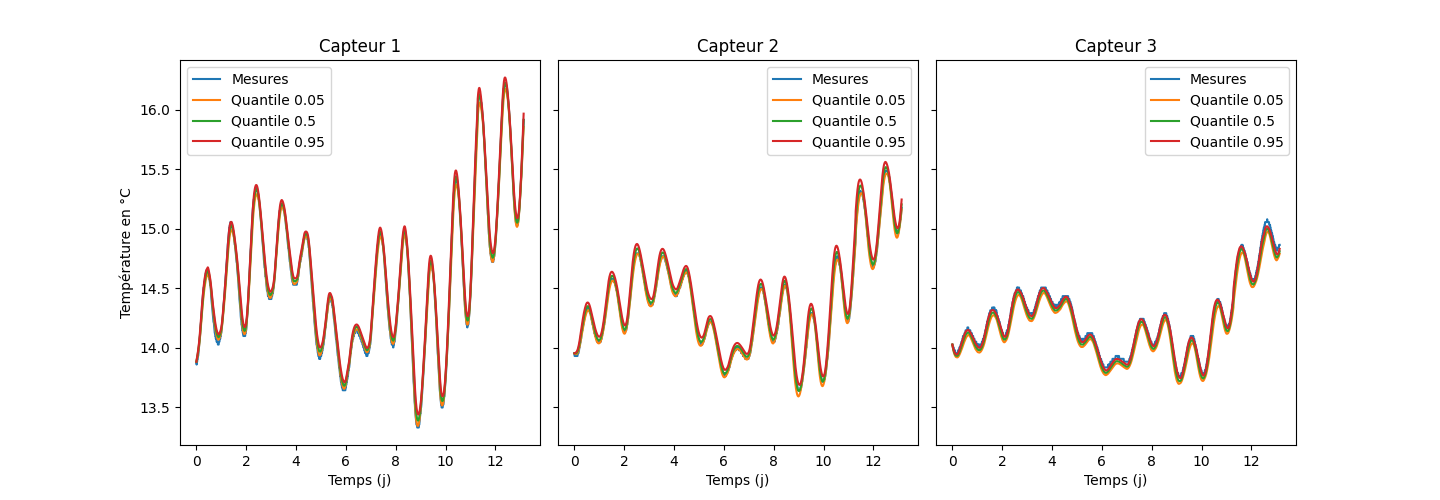 Capteur 1
Capteur 2
Capteur 3
Mesures
Quantile 0.05
Quantile 0.5
Quantile 0.95
Mesures
Quantile 0.05
Quantile 0.5
Quantile 0.95
Mesures
Quantile 0.05
Quantile 0.5
Quantile 0.95
Température en °C
16.0
15.5
15.0
14.5
14.0
13.5
0 2 4 6 8 10 12
0 2 4 6 8 10 12
0 2 4 6 8 10 12
Temps (j)
Temps (j)
Temps (j)